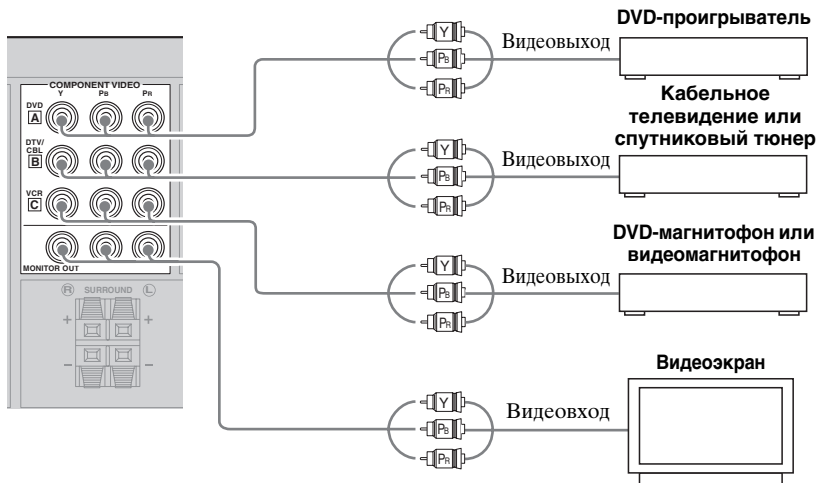 DVD-проигрыватель
Y
Видеовыход
PB
PR
COMPONENT VIDEO
Y PB PR
DVD
A
DTV/
CBL
B
VCR
C
MONITOR OUT
R SURROUND L
+ +
– –
Кабельное
телевидение или
спутниковый тюнер
Y
Видеовыход
PB
PR
DVD-магнитофон или
видеомагнитофон
Y
Видеовыход
PB
PR
Видеоэкран
Y
Видеовход
PB
PR